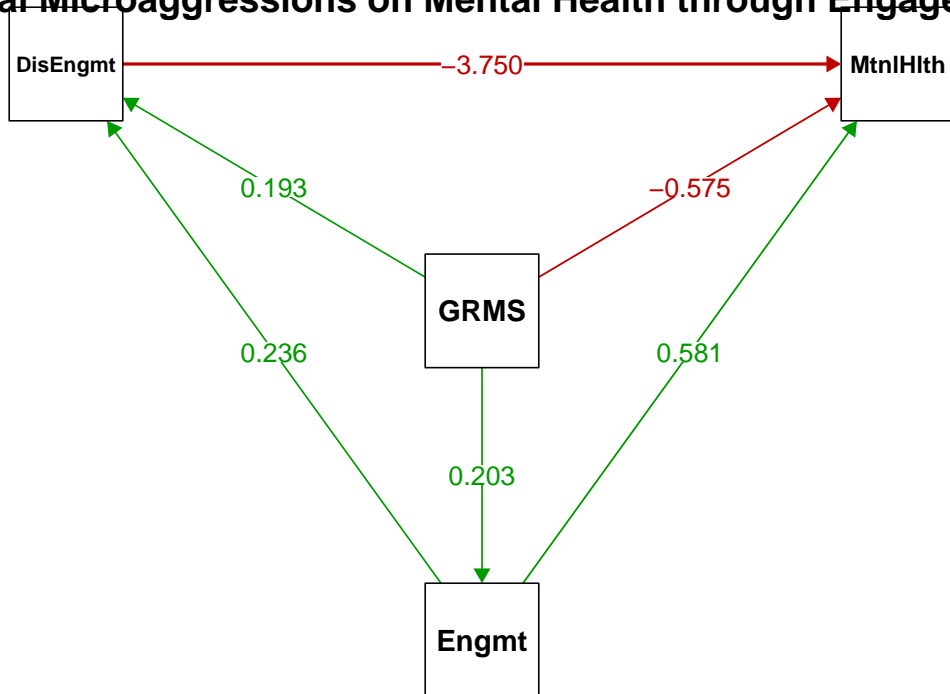 al Microaggressions on Mental Health through Engage
DisEngmt
−3.750
MtnlHlth
0.193
−0.575
GRMS
0.236
0.581
0.203
Engmt